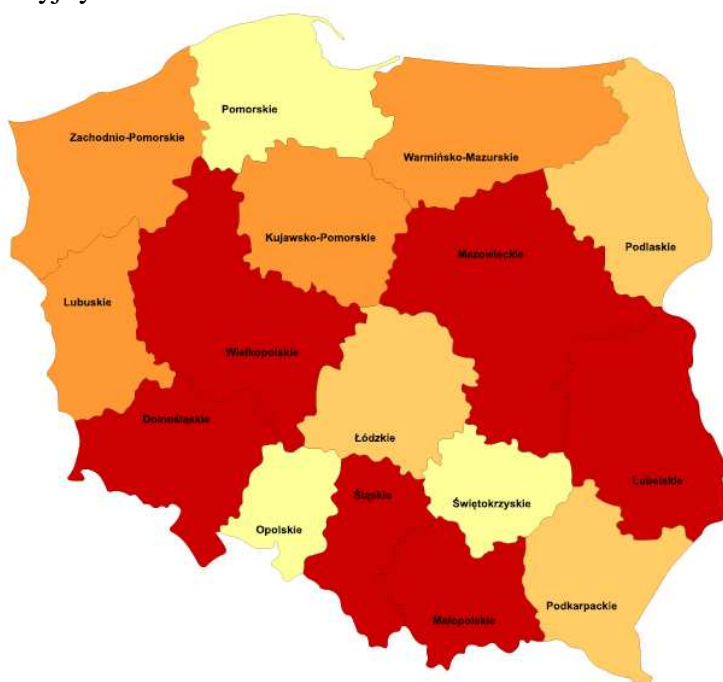 Pomorskie
Zachodnio-Pomorskie
Warmińsko-Mazurskie
Kujawsko-Pomorskie
Podlaskie
Mazowieckie
Lubuskie
Wielkopolskie
Dolnośląskie
Łódzkie
Lubelskie
Śląskie
Świętokrzyskie
Opolskie
Podkarpackie
Małopolskie